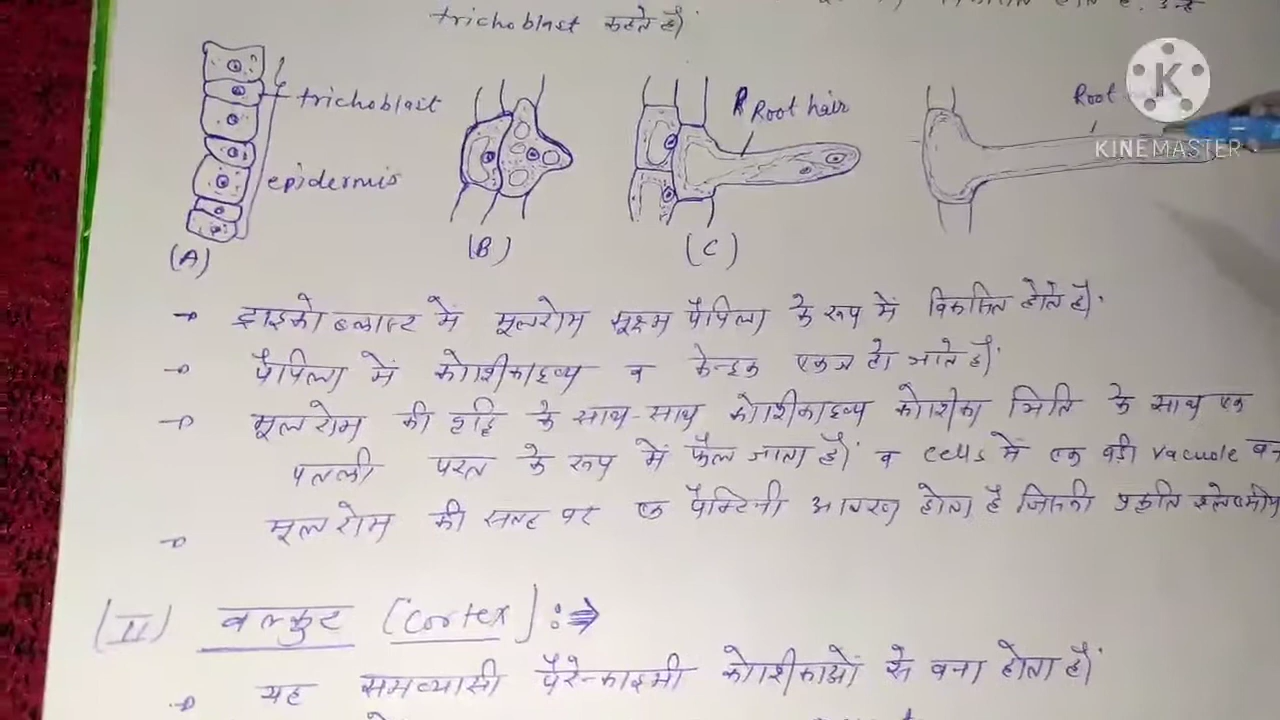 trichoblast कहते हैं।
trichoblast
epidermis
Root hair
Root
K
KINEMASTER
(A)
(B)
(C)
→ ट्राइकोब्लास्ट में मूलरोम सूक्ष्म पैपिला के रूप में विकसित होते हैं।
→ पैपिला में कोशीकाद्रव्य व केन्द्रक एकत्र हो जाते हैं।
→ मूलरोम की वृद्धि के साथ-साथ कोशीकाद्रव्य कोशीका भित्ति के साथ एक
पतली परत के रूप में फैल जाता है। व cells में एक बड़ी vacuole
→ मूलरोम की सतह पर एक पैक्टिनी आवरण होता है जिसकी प्रकृति
(II) वल्कुट (Cortex) :⇒
→ यह समव्यासी पैरेन्काइमी कोशीकाओं से बना होता है।